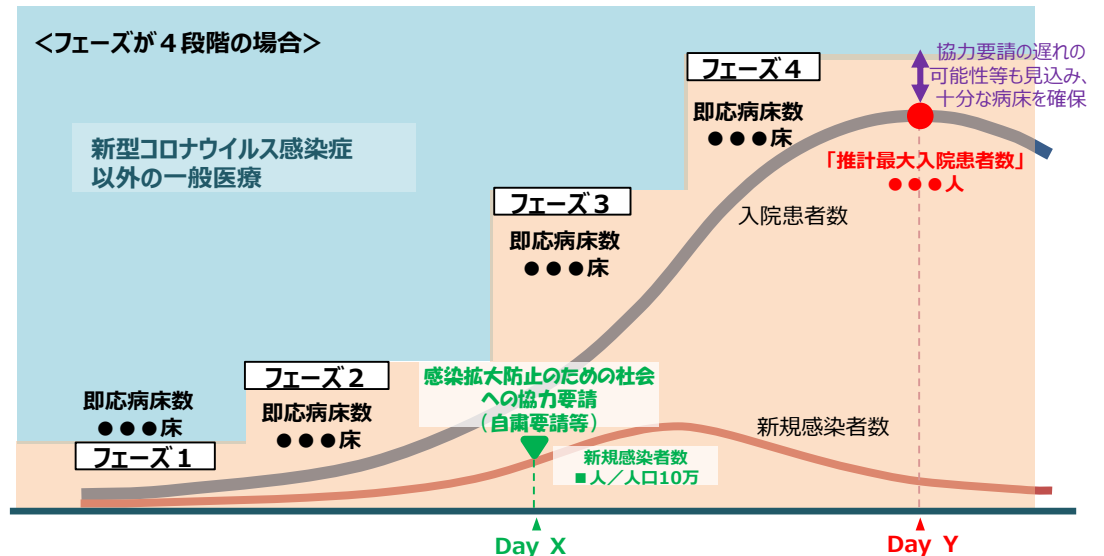 ＜フェーズが４段階の場合＞
新型コロナウイルス感染症
以外の一般医療
フェーズ４
即応病床数
●●●床
協力要請の遅れの
可能性等も見込み、
十分な病床を確保
「推計最大入院患者数」
●●●人
入院患者数
フェーズ３
即応病床数
●●●床
フェーズ２
即応病床数
●●●床
即応病床数
●●●床
フェーズ１
感染拡大防止のための社会
への協力要請
（自粛要請等）
新規感染者数
新規感染者数
■人／人口10万
Day X
Day Y